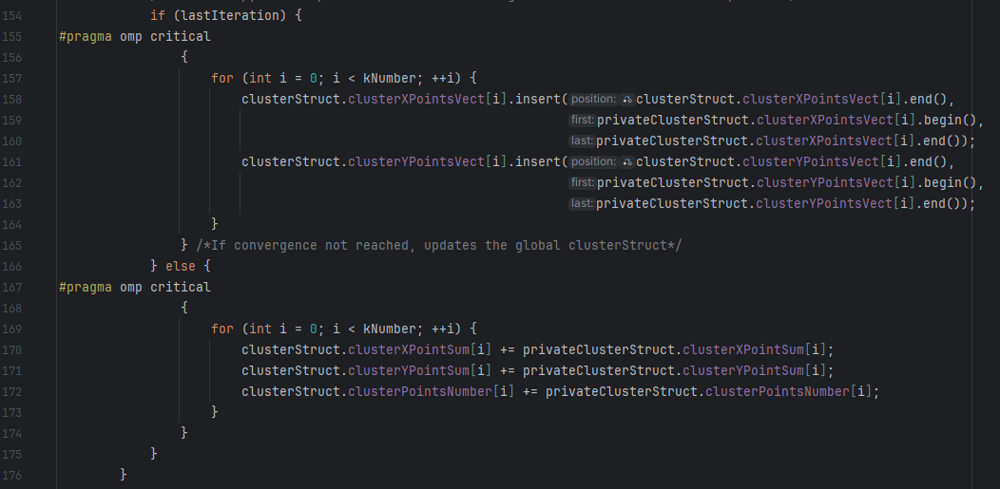 154 if (lastIteration) {
155 #pragma omp critical
156 {
157 for (int i = 0; i < kNumber; ++i) {
158 clusterStruct.clusterXPointsVect[i].insert( position: clusterStruct.clusterXPointsVect[i].end(),
159 first: privateClusterStruct.clusterXPointsVect[i].begin(),
160 last: privateClusterStruct.clusterXPointsVect[i].end());
161 clusterStruct.clusterYPointsVect[i].insert( position: clusterStruct.clusterYPointsVect[i].end(),
162 first: privateClusterStruct.clusterYPointsVect[i].begin(),
163 last: privateClusterStruct.clusterYPointsVect[i].end());
164 }
165 } /*If convergence not reached, updates the global clusterStruct*/
166 } else {
167 #pragma omp critical
168 {
169 for (int i = 0; i < kNumber; ++i) {
170 clusterStruct.clusterXPointSum[i] += privateClusterStruct.clusterXPointSum[i];
171 clusterStruct.clusterYPointSum[i] += privateClusterStruct.clusterYPointSum[i];
172 clusterStruct.clusterPointsNumber[i] += privateClusterStruct.clusterPointsNumber[i];
173 }
174 }
175 }
176 }